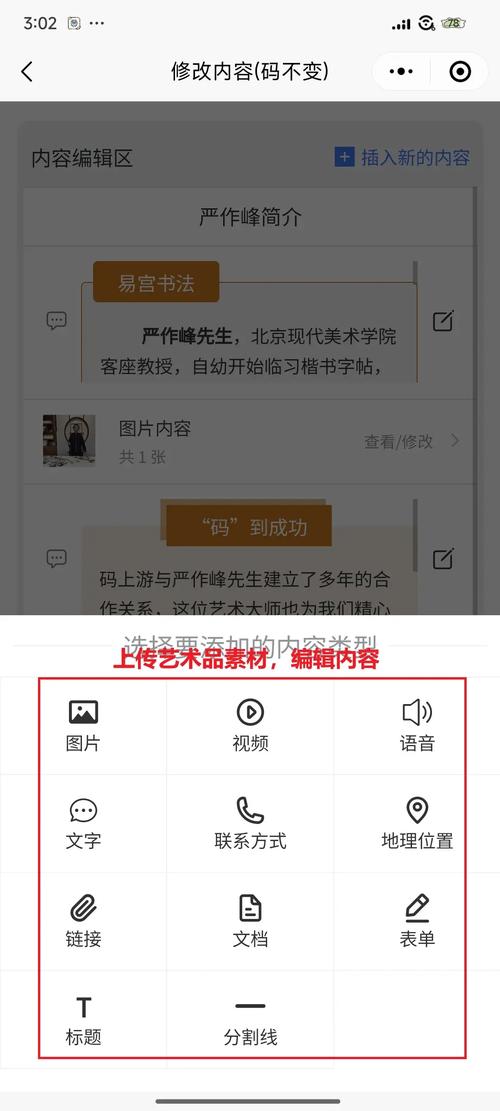 3:02
78
修改内容(码不变)
内容编辑区
插入新的内容
严作峰简介
易宫书法
严作峰先生，北京现代美术学院
客座教授，自幼开始临习楷书字帖，
图片内容
共 1 张
查看/修改
“码”到成功
码上游与严作峰先生建立了多年的合
作关系，这位艺术大师也为我们精心
选择要添加的内容类型
上传艺术品素材，编辑内容
图片
视频
语音
文字
联系方式
地理位置
链接
文档
表单
T
标题
分割线